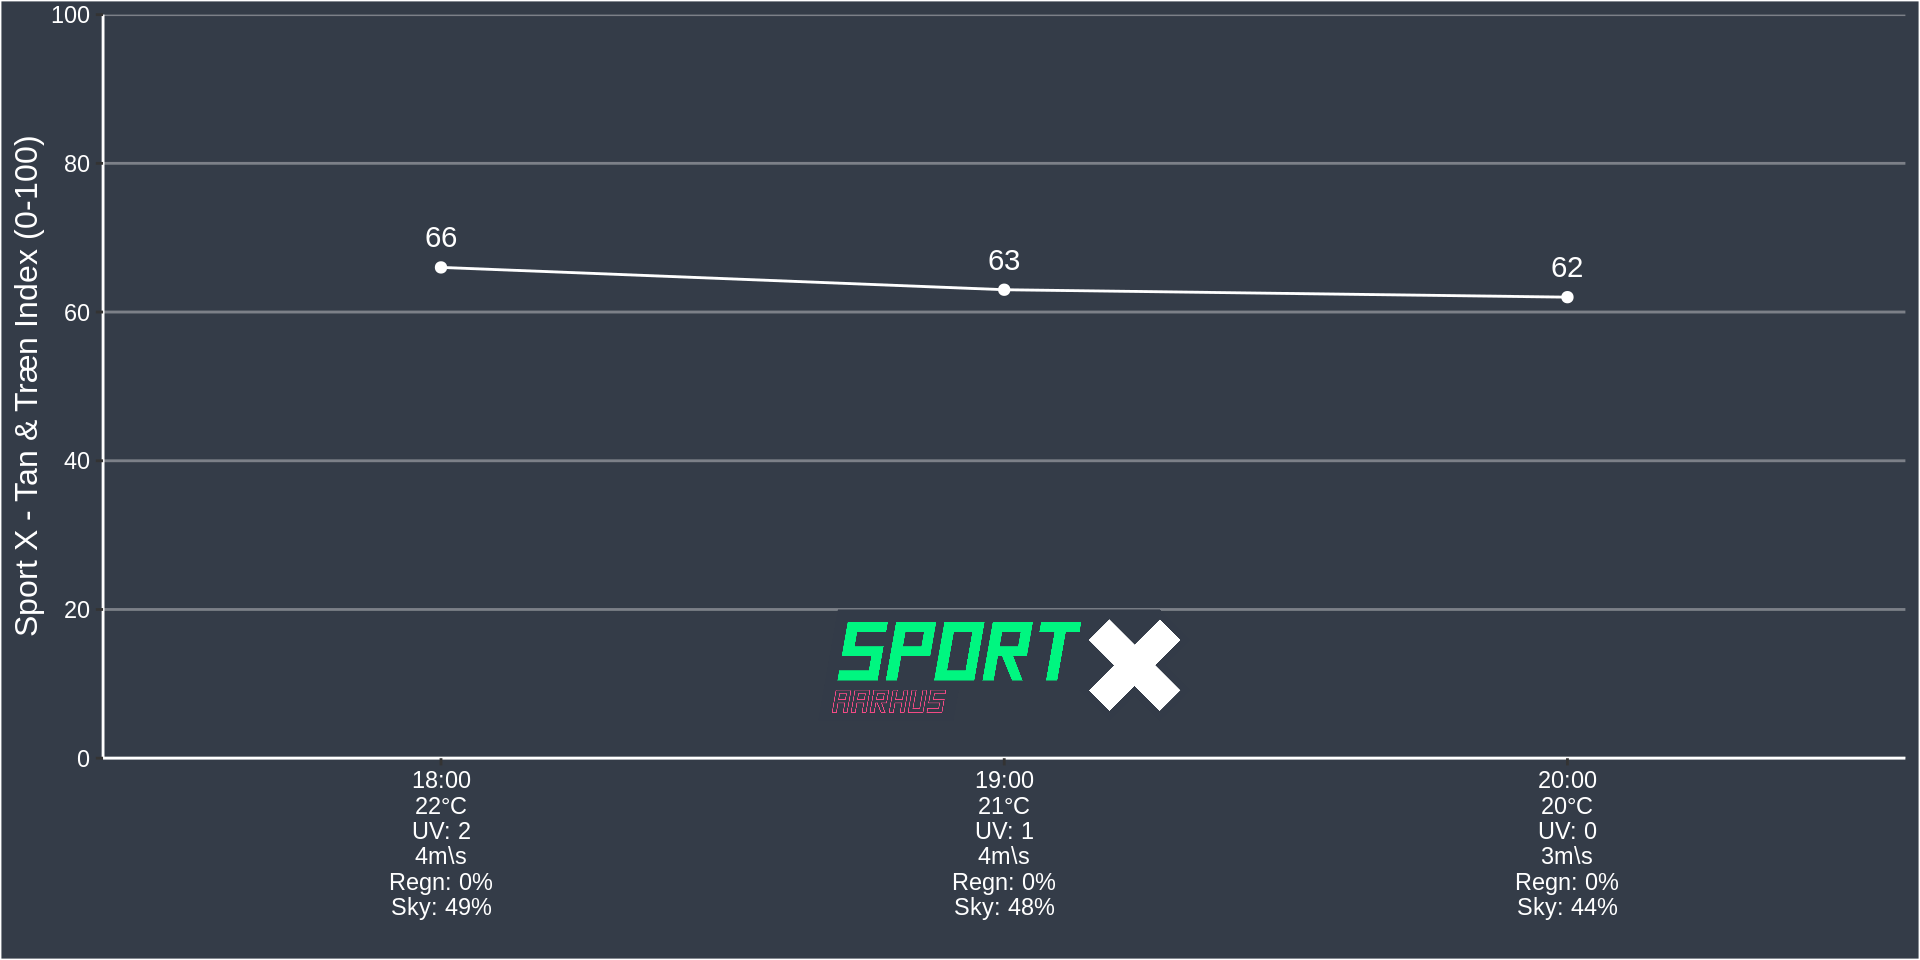 100
80
60
40
20
0
Sport X - Tan & Træn Index (0-100)
66
63
62
SPORT X
AARHUS
18:00
22°C
UV: 2
4m\s
Regn: 0%
Sky: 49%
19:00
21°C
UV: 1
4m\s
Regn: 0%
Sky: 48%
20:00
20°C
UV: 0
3m\s
Regn: 0%
Sky: 44%